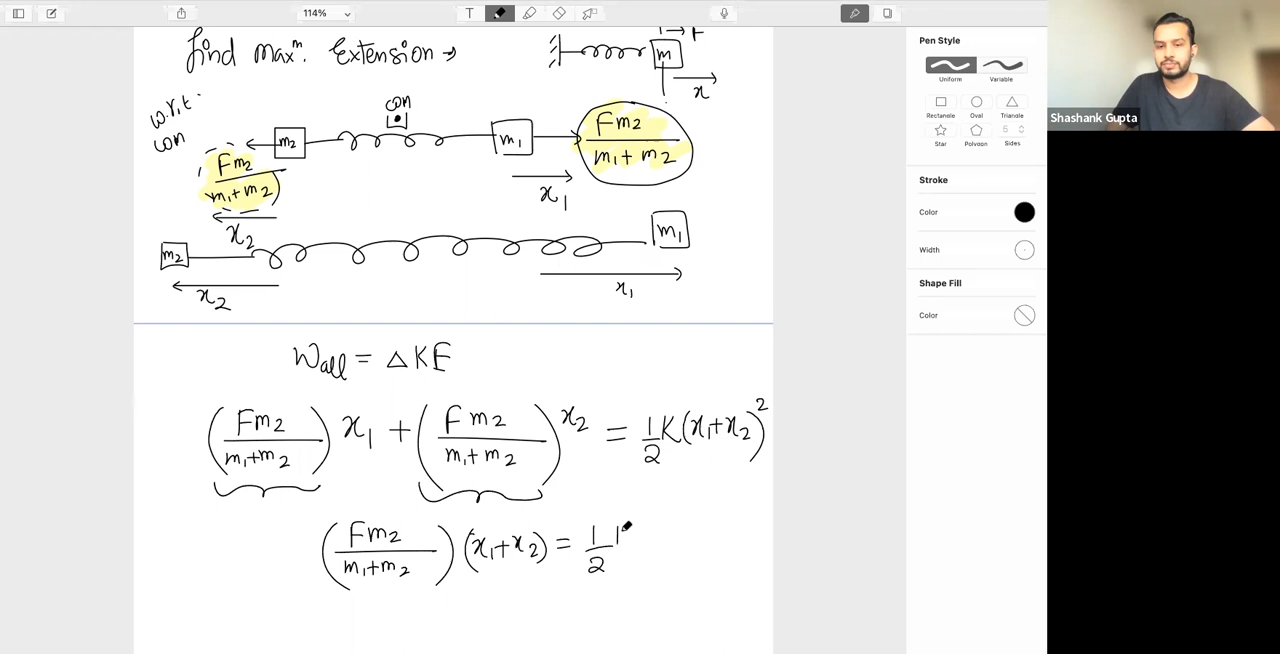 114%
T
Find Maxm. Extension →
F
m
x
w.r.t.
com
com
m2
m1
Fm2
m1+m2
Fm2
m1+m2
x1
x2
m2
m1
x2
x1
Wall = △KE
(Fm2/m1+m2) x1 + (Fm2/m1+m2) x2 = 1/2 K(x1+x2)^2
(Fm2/m1+m2) (x1+x2) = 1/2
Pen Style
Uniform
Variable
Rectangle
Oval
Triangle
Star
Polygon
5
Sides
Stroke
Color
Width
Shape Fill
Color
Shashank Gupta